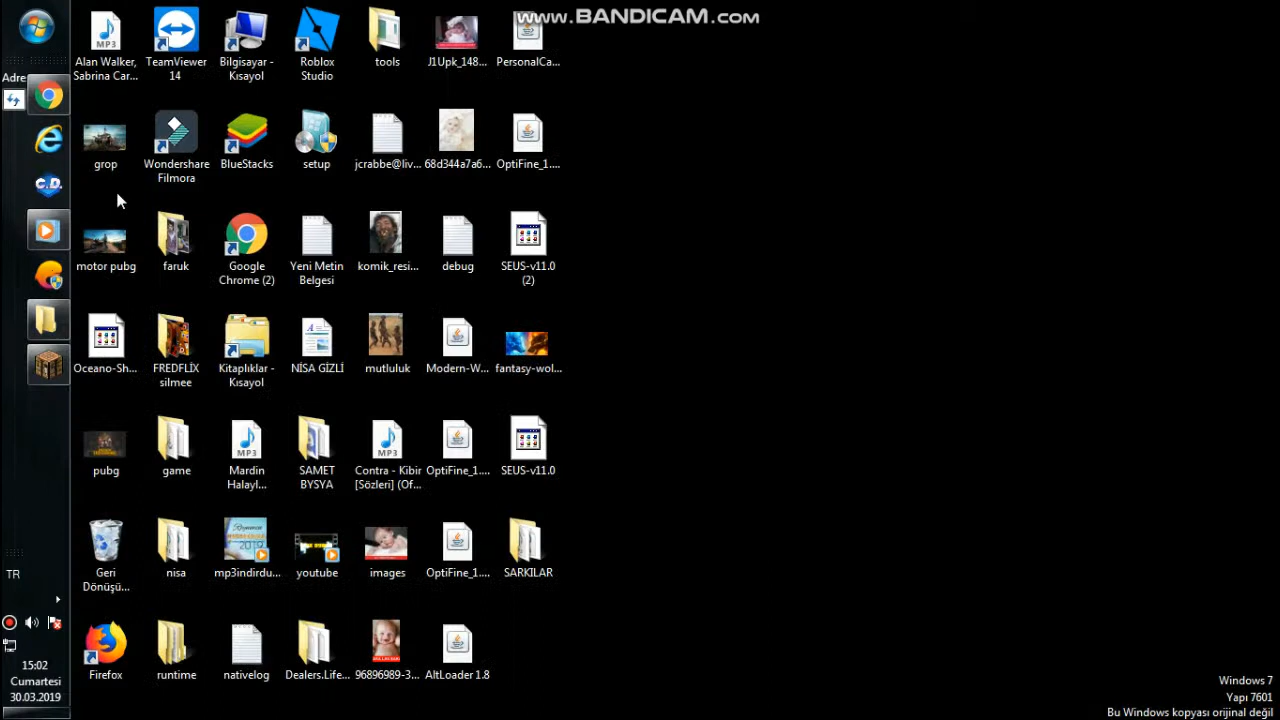 www.BANDICAM.com
Adre
Alan Walker,
Sabrina Car...
TeamViewer
14
Bilgisayar -
Kısayol
Roblox
Studio
tools
J1Upk_148...
PersonalCa...
grop
Wondershare
Filmora
BlueStacks
setup
jcrabbe@liv...
68d344a7a6...
OptiFine_1....
C.D.
motor pubg
faruk
Google
Chrome (2)
Yeni Metin
Belgesi
komik_resi...
debug
SEUS-v11.0
(2)
Oceano-Sh...
FREDFLİX
silmee
Kitaplıklar -
Kısayol
NİSA GİZLİ
mutluluk
Modern-W...
fantasy-wol...
pubg
game
Mardin
Halayl...
SAMET
BYSYA
Contra - Kibir
[Sözleri] (Of...
OptiFine_1....
SEUS-v11.0
Geri
Dönüşü...
nisa
mp3indirdu...
youtube
images
OptiFine_1....
SARKILAR
Firefox
runtime
nativelog
Dealers.Life...
96896989-3...
AltLoader 1.8
MP3
MP3
MP3
2019
TR
15:02
Cumartesi
30.03.2019
Windows 7
Yapı 7601
Bu Windows kopyası orijinal değil